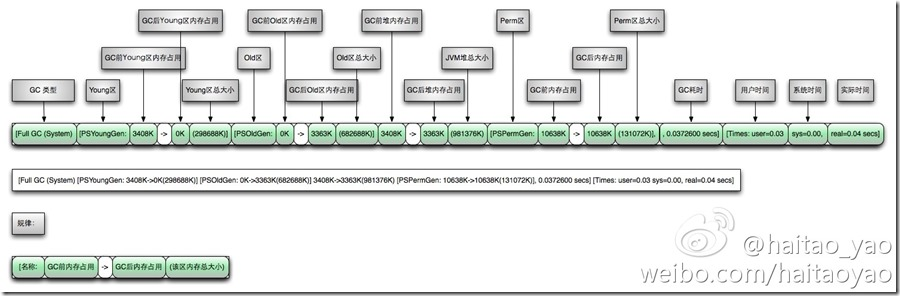 GC后Young区内存占用 GC前Old区内存占用 GC前堆内存占用 Perm区 Perm区总大小
GC前Young区内存占用 Old区总大小 JVM堆总大小 GC后内存占用
GC 类型 Young区 Young区总大小 Old区 GC后Old区内存占用 GC后堆内存占用 GC前内存占用 GC耗时 用户时间 系统时间 实际时间
[Full GC (System) [PSYoungGen: 3408K -> 0K (298688K)] [PSOldGen: 0K -> 3363K (682688K)] 3408K -> 3363K (981376K) [PSPermGen: 10638K -> 10638K (131072K)], , 0.0372600 secs] [Times: user=0.03 sys=0.00, real=0.04 secs]
[Full GC (System) [PSYoungGen: 3408K->0K(298688K)] [PSOldGen: 0K->3363K(682688K)] 3408K->3363K(981376K) [PSPermGen: 10638K->10638K(131072K)], 0.0372600 secs] [Times: user=0.03 sys=0.00, real=0.04 secs]
规律：
[名称: GC前内存占用 -> GC后内存占用 (该区内存总大小)
@haitao_yao
weibo.com/haitaoyao